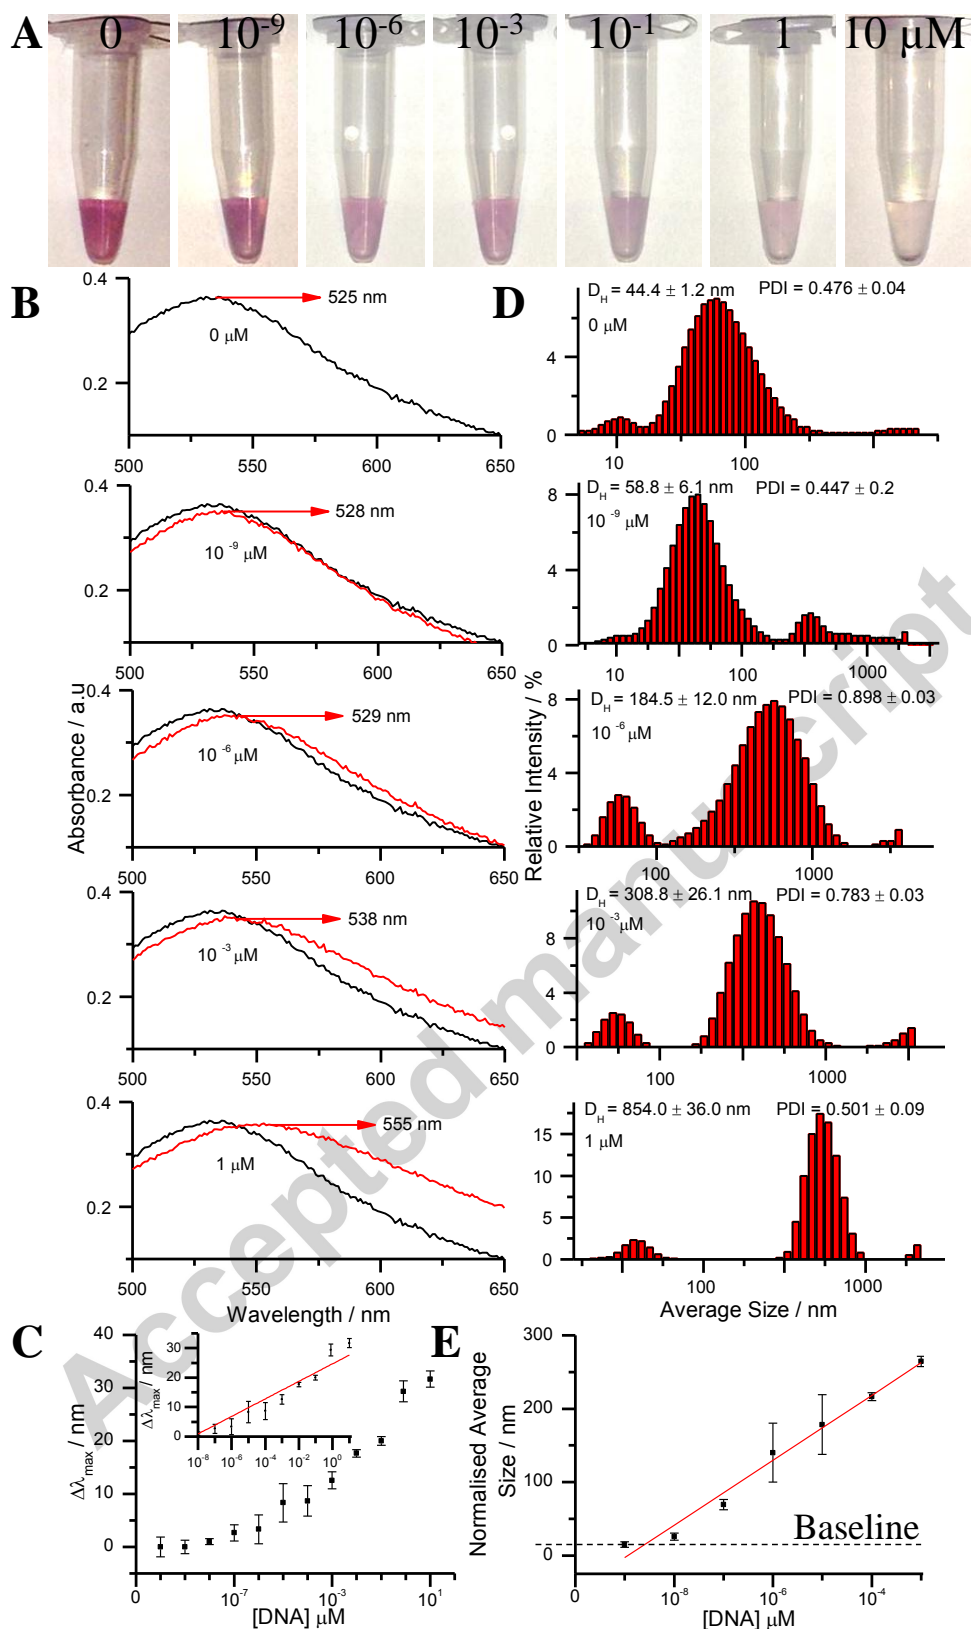 A 0 10⁻⁹ 10⁻⁶ 10⁻³ 10⁻¹ 1 10 µM
B
0.4
0.2
525 nm
0 µM
500 550 600 650
0.4
0.2
528 nm
10⁻⁹ µM
500 550 600 650
0.4
0.2
529 nm
10⁻⁶ µM
500 550 600 650
0.4
0.2
538 nm
10⁻³ µM
500 550 600 650
0.4
0.2
555 nm
1 µM
500 550 600 650
Absorbance / a.u
Wavelength / nm
D
D_H = 44.4 ± 1.2 nm PDI = 0.476 ± 0.04
0 µM
4
0
10 100
D_H = 58.8 ± 6.1 nm PDI = 0.447 ± 0.2
10⁻⁹ µM
8
4
0
10 100 1000
D_H = 184.5 ± 12.0 nm PDI = 0.898 ± 0.03
10⁻⁶ µM
8
4
0
100 1000
D_H = 308.8 ± 26.1 nm PDI = 0.783 ± 0.03
10⁻³ µM
8
4
0
100 1000
D_H = 854.0 ± 36.0 nm PDI = 0.501 ± 0.09
1 µM
15
10
5
0
100 1000
Relative Intensity / %
Average Size / nm
C
40
30
20
10
0
Δλmax / nm
0 10⁻⁷ 10⁻³ 10¹
[DNA] µM
30
20
10
0
Δλmax / nm
10⁻⁸ 10⁻⁶ 10⁻⁴ 10⁻² 10⁰
E
300
200
100
0
Normalised Average
Size / nm
Baseline
0 10⁻⁸ 10⁻⁶ 10⁻⁴
[DNA] µM
Accepted manuscript